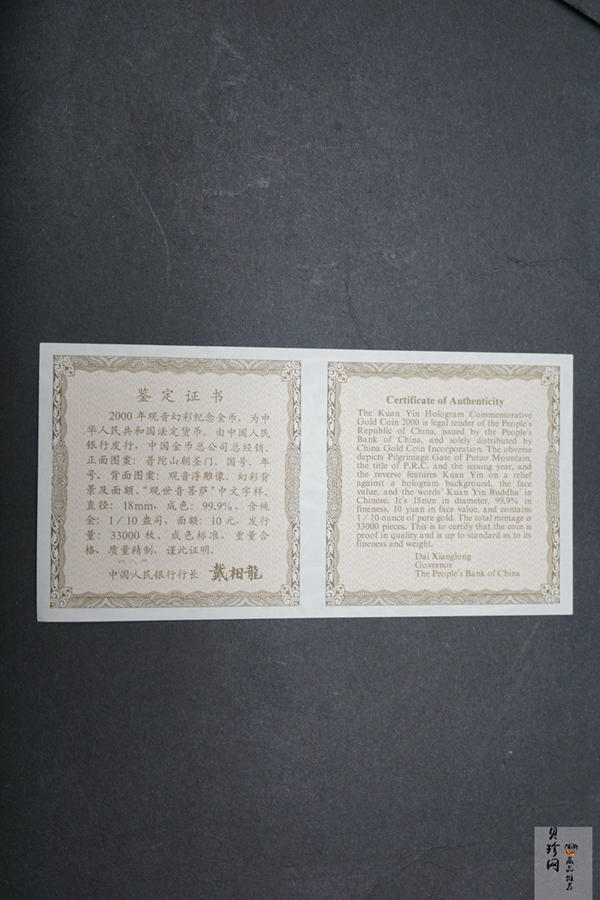 鉴定证书
2000年观音幻彩纪念金币，为中
华人民共和国法定货币，由中国人民
银行发行，中国金币总公司总经销。
正面图案：普陀山朝圣门、国号、年
号。背面图案：观音浮雕像、幻彩背
景及面额、“观世音菩萨”中文字样。
直径：18mm，成色：99.9%，含纯
金：1/10盎司，面额：10元，发行
量：33000枚。成色标准，重量合
格，质量精制，谨此证明。
中国人民银行行长 戴相龍
Certificate of Authenticity
The Kuan Yin Hologram Commemorative
Gold Coin 2000 is legal tender of the People's
Republic of China, issued by the People's
Bank of China, and solely distributed by
China Gold Coin Incorporation. The obverse
depicts Pilgrimage Gate of Putuo Mountain,
the title of P.R.C. and the issuing year, and
the reverse features Kuan Yin on a relief
against a hologram background, the face
value, and the words' Kuan Yin Buddha' in
Chinese. It's 18mm in diameter, 99.9% in
fineness, 10 yuan in face value, and contains
1/10 ounce of pure gold. The total mintage is
33000 pieces. This is to certify that the coin is
proof in quality and is up to standard as to its
fineness and weight.
Dai Xianglong
Governor
The People's Bank of China
贝珍网
藏品推荐